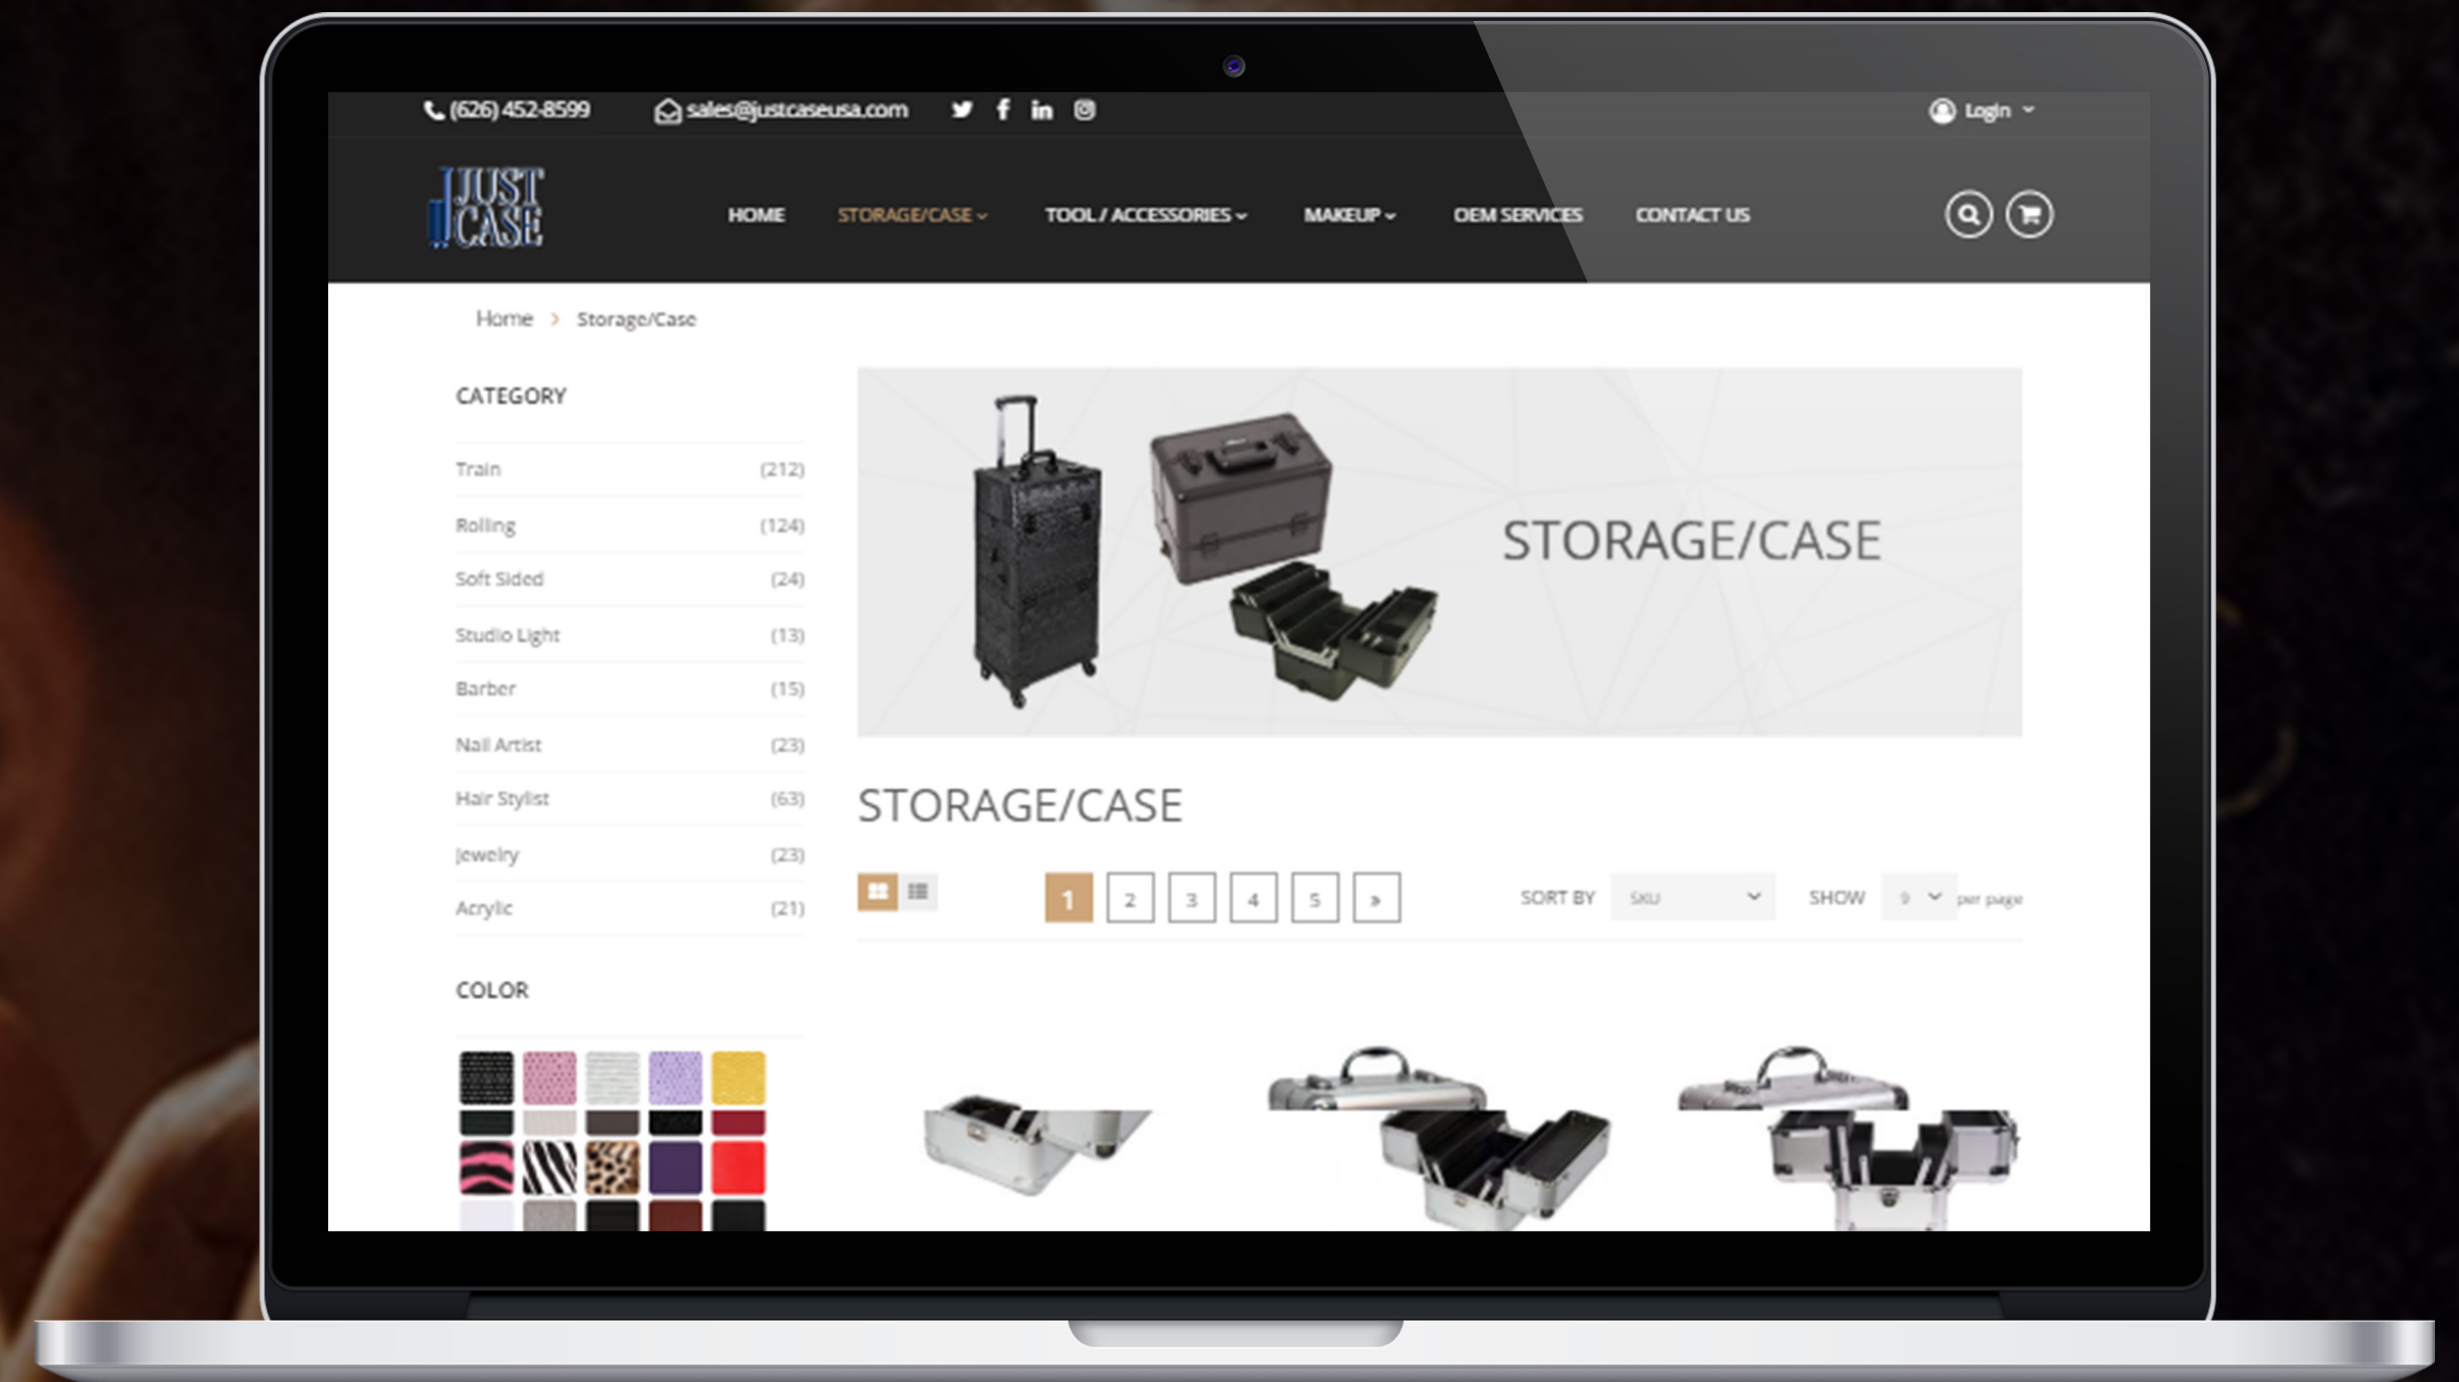 (626) 452-8599 sales@justcaseusa.com Login
JUST
CASE
HOME STORAGE/CASE TOOL / ACCESSORIES MAKEUP OEM SERVICES CONTACT US
Home > Storage/Case
CATEGORY
Train (212)
Rolling (124)
Soft Sided (24)
Studio Light (13)
Barber (15)
Nail Artist (23)
Hair Stylist (63)
Jewelry (23)
Acrylic (21)
COLOR
STORAGE/CASE
STORAGE/CASE
1 2 3 4 5 » SORT BY SKU SHOW 9 per page